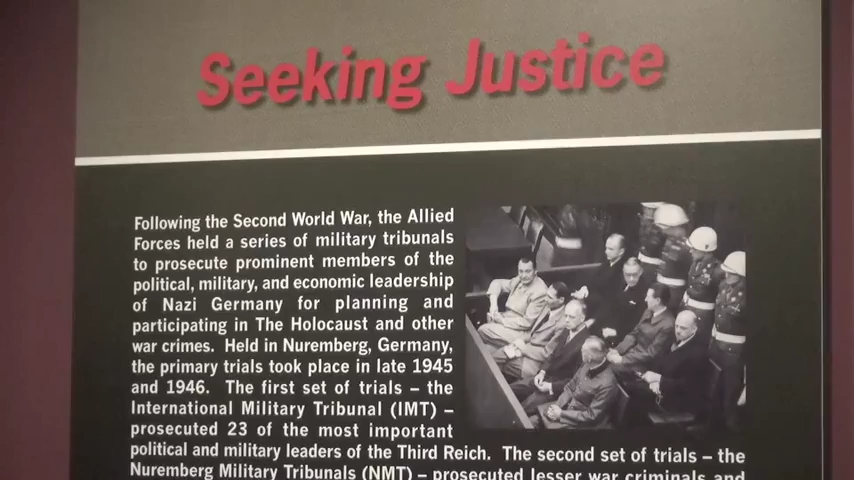 Seeking Justice
Following the Second World War, the Allied
Forces held a series of military tribunals
to prosecute prominent members of the
political, military, and economic leadership
of Nazi Germany for planning and
participating in The Holocaust and other
war crimes. Held in Nuremberg, Germany,
the primary trials took place in late 1945
and 1946. The first set of trials – the
International Military Tribunal (IMT) –
prosecuted 23 of the most important
political and military leaders of the Third Reich. The second set of trials – the
Nuremberg Military Tribunals (NMT) – prosecuted lesser war criminals and